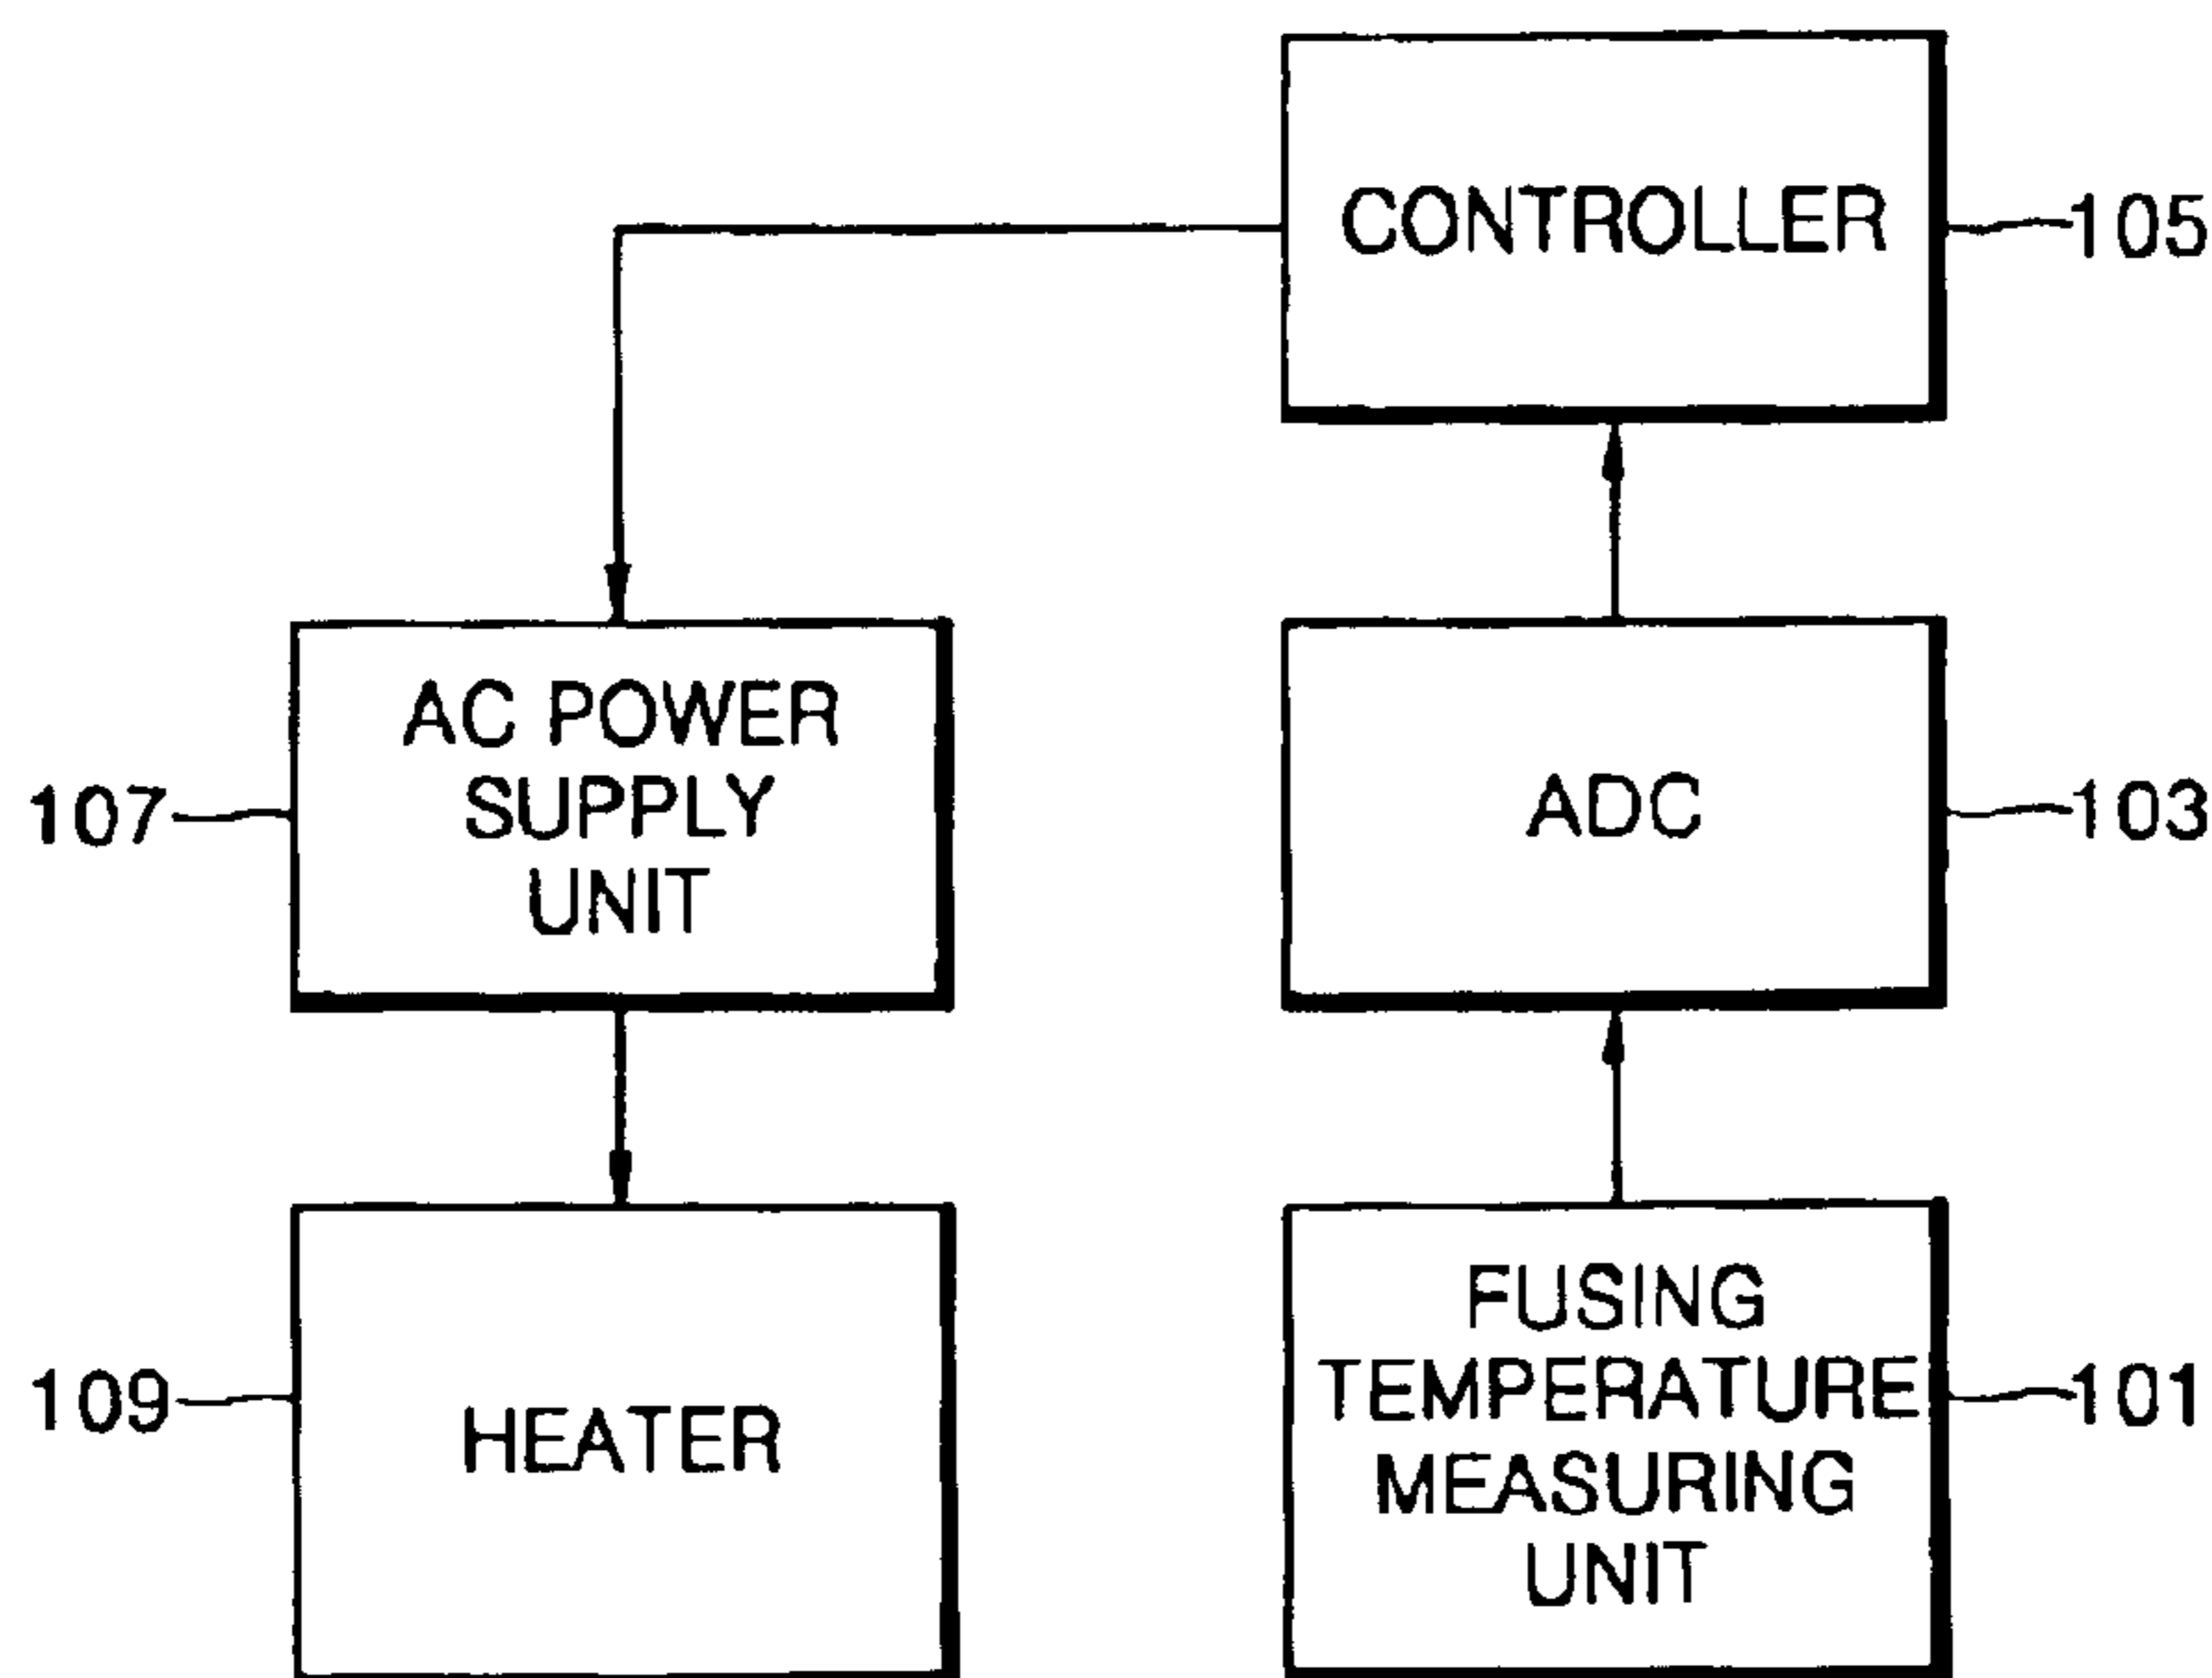 CONTROLLER
105
AC POWER
SUPPLY
UNIT
107
ADC
103
HEATER
109
FUSING
TEMPERATURE
MEASURING
UNIT
101